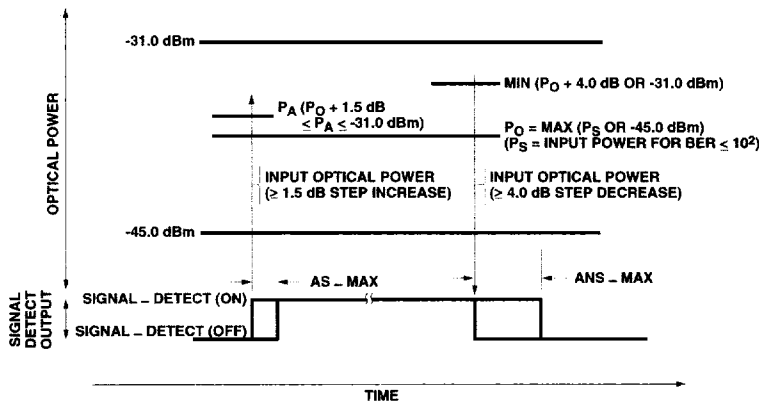 -31.0 dBm
MIN (PO + 4.0 dB OR -31.0 dBm)
PA (PO + 1.5 dB
≤ PA ≤ -31.0 dBm)
PO = MAX (PS OR -45.0 dBm)
(PS = INPUT POWER FOR BER ≤ 10²)
INPUT OPTICAL POWER
(≥ 1.5 dB STEP INCREASE)
INPUT OPTICAL POWER
(≥ 4.0 dB STEP DECREASE)
OPTICAL POWER
-45.0 dBm
AS – MAX
ANS – MAX
SIGNAL – DETECT (ON)
SIGNAL – DETECT (OFF)
SIGNAL
DETECT
OUTPUT
TIME